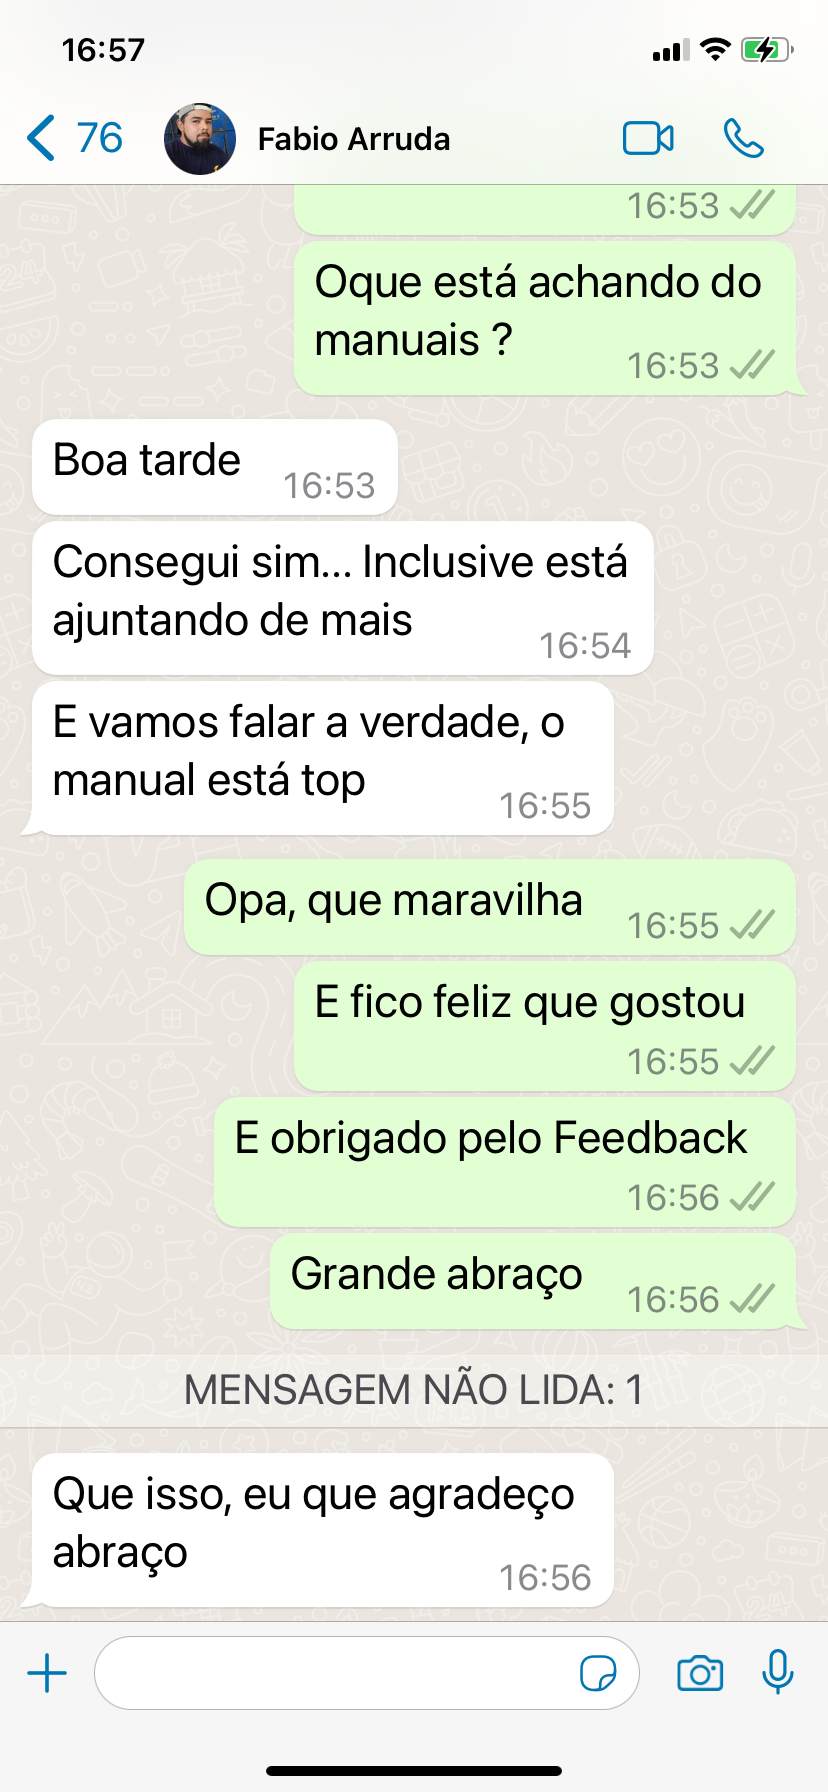 16:57
76
Fabio Arruda
16:53
Oque está achando do
manuais ?
16:53
Boa tarde
16:53
Consegui sim... Inclusive está
ajuntando de mais
16:54
E vamos falar a verdade, o
manual está top
16:55
Opa, que maravilha
16:55
E fico feliz que gostou
16:55
E obrigado pelo Feedback
16:56
Grande abraço
16:56
MENSAGEM NÃO LIDA: 1
Que isso, eu que agradeço
abraço
16:56